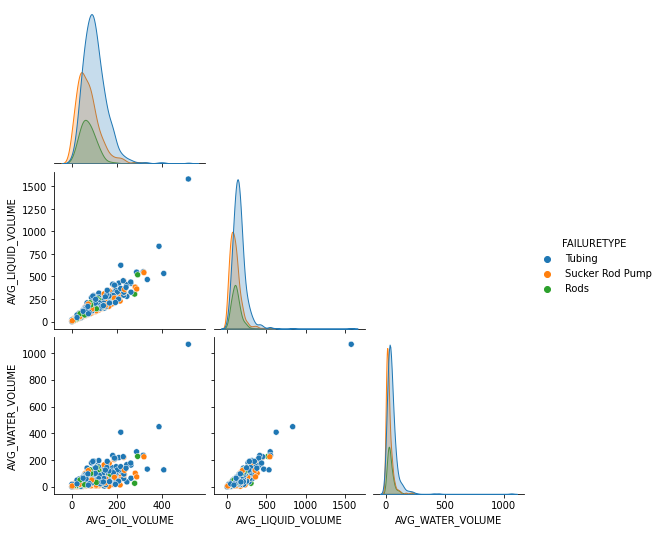 AVG_LIQUID_VOLUME
1500
1250
1000
750
500
250
0
FAILURETYPE
Tubing
Sucker Rod Pump
Rods
AVG_WATER_VOLUME
1000
800
600
400
200
0
0 200 400
0 500 1000 1500
0 500 1000
AVG_OIL_VOLUME
AVG_LIQUID_VOLUME
AVG_WATER_VOLUME